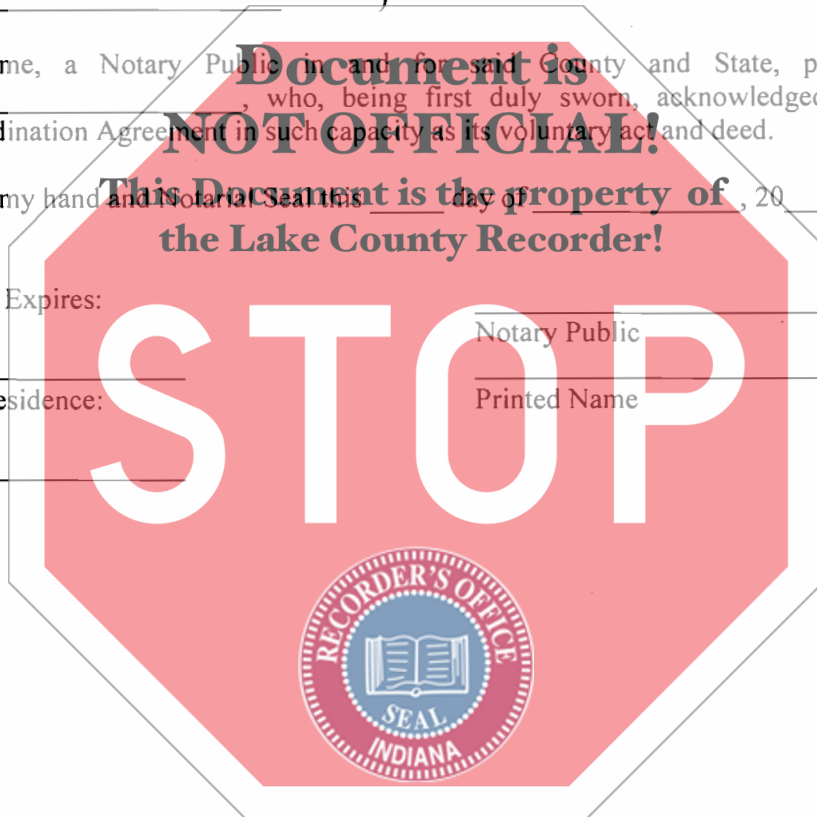 me, a Notary Public in and for said County and State, p
, who, being first duly sworn, acknowledged
dination Agreement in such capacity as its voluntary act and deed.
my hand and Notarial Seal this ______ day of ______________, 20__
Document is
NOT OFFICIAL!
This Document is the property of
the Lake County Recorder!
Expires:
Notary Public
esidence:
Printed Name
STOP
RECORDER'S OFFICE
SEAL
INDIANA